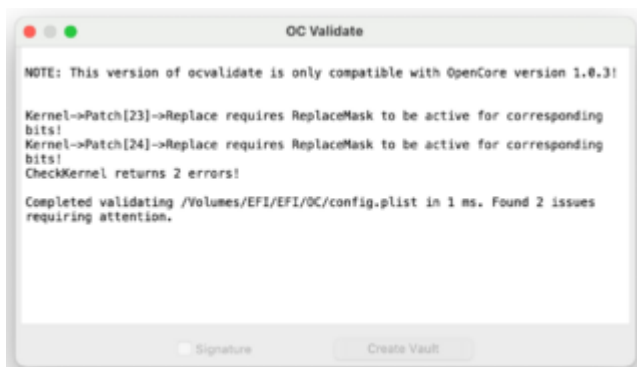 OC Validate
NOTE: This version of ocvalidate is only compatible with OpenCore version 1.0.3!
Kernel->Patch[23]->Replace requires ReplaceMask to be active for corresponding
bits!
Kernel->Patch[24]->Replace requires ReplaceMask to be active for corresponding
bits!
CheckKernel returns 2 errors!
Completed validating /Volumes/EFI/EFI/OC/config.plist in 1 ms. Found 2 issues
requiring attention.
Signature
Create Vault